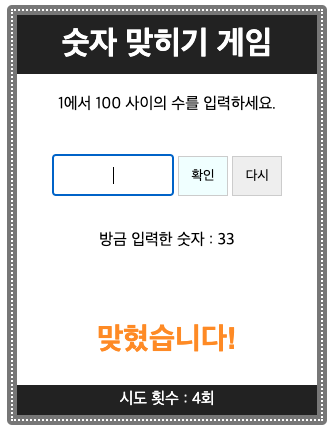 숫자 맞히기 게임
1에서 100 사이의 수를 입력하세요.
확인 다시
방금 입력한 숫자 : 33
맞혔습니다!
시도 횟수 : 4회